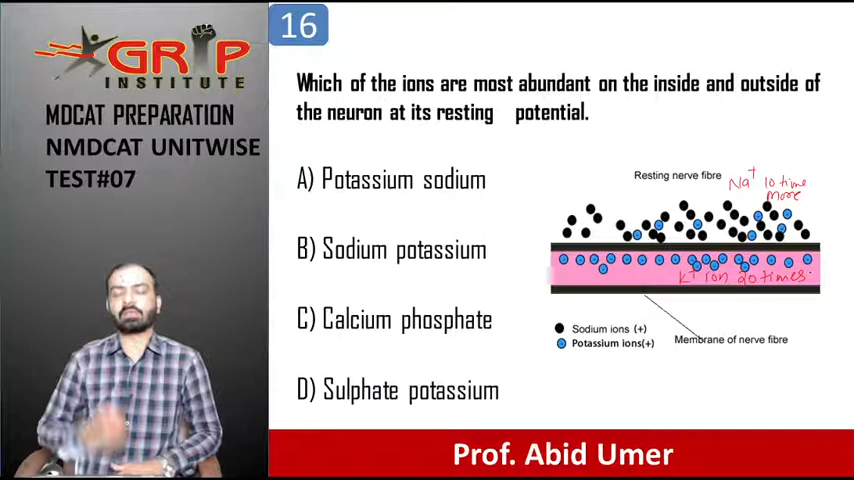 GRIP
INSTITUTE
MDCAT PREPARATION
NMDCAT UNITWISE
TEST#07
16
Which of the ions are most abundant on the inside and outside of
the neuron at its resting potential.
A) Potassium sodium
B) Sodium potassium
C) Calcium phosphate
D) Sulphate potassium
Resting nerve fibre
Na+ 10 time
more
K+ ion 20 times.
Sodium ions (+)
Potassium ions(+)
Membrane of nerve fibre
Prof. Abid Umer